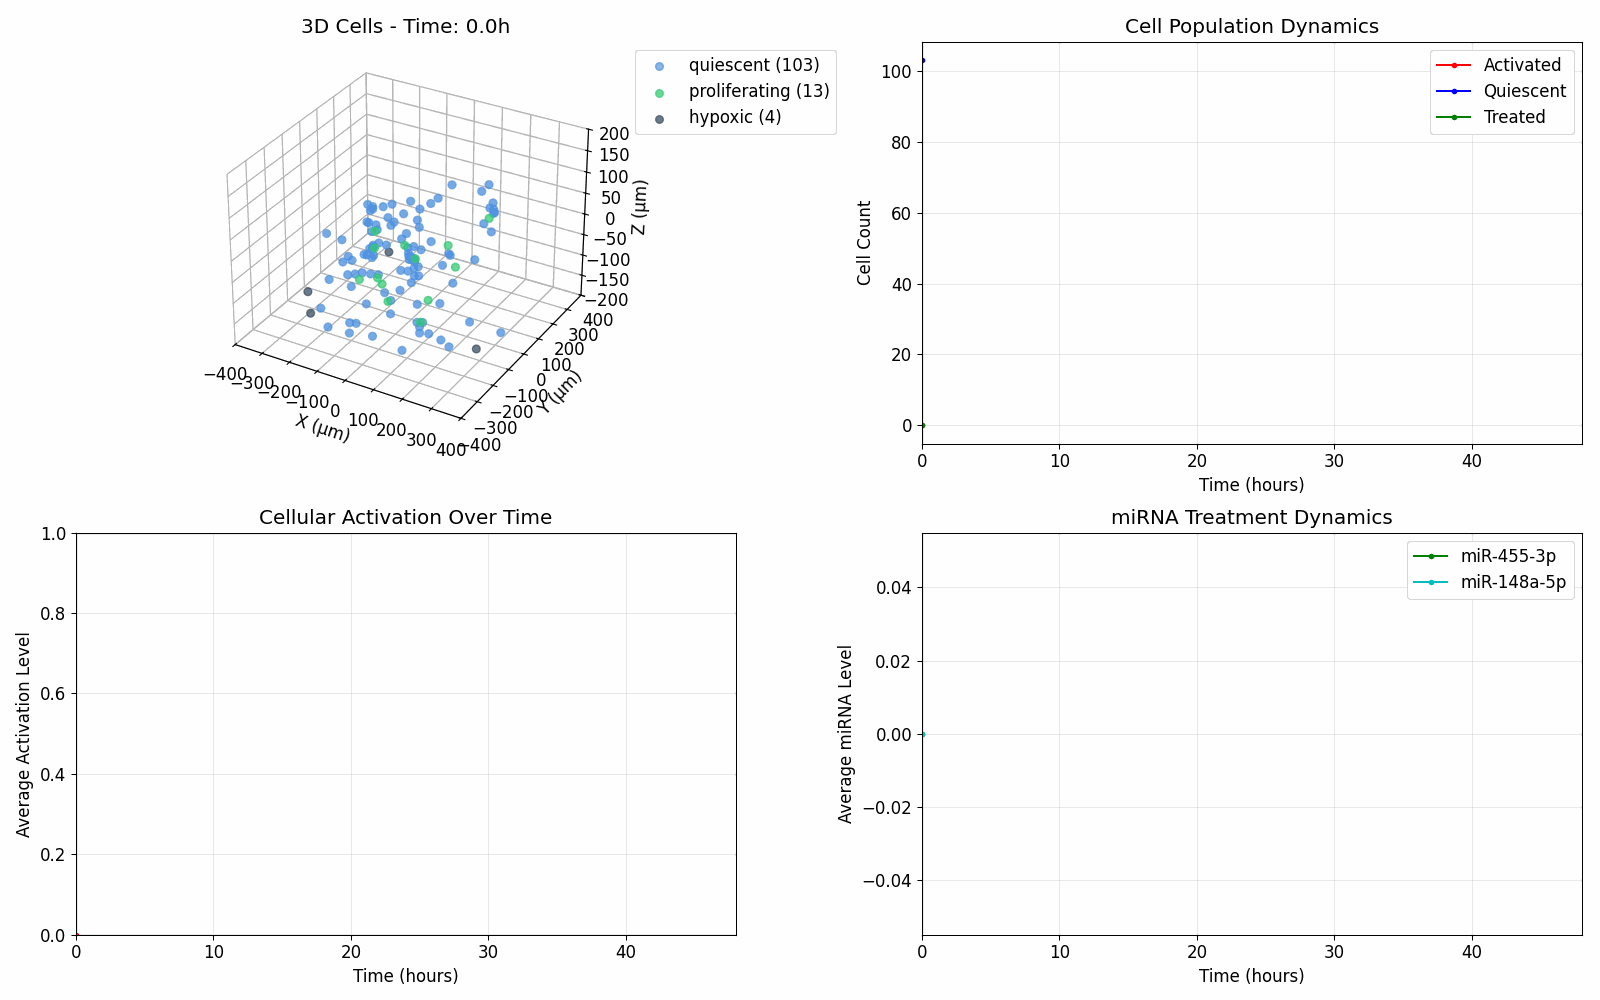 3D Cells - Time: 0.0h
quiescent (103)
proliferating (13)
hypoxic (4)
200
150
100
50
0
−50
−100
−150
−200
Z (μm)
400
300
200
100
0
−100
−200
−300
−400
Y (μm)
−400
−300
−200
−100
0
100
200
300
400
X (μm)
Cell Population Dynamics
Activated
Quiescent
Treated
100
80
60
40
20
0
Cell Count
0 10 20 30 40
Time (hours)
Cellular Activation Over Time
1.0
0.8
0.6
0.4
0.2
0.0
Average Activation Level
0 10 20 30 40
Time (hours)
miRNA Treatment Dynamics
miR-455-3p
miR-148a-5p
0.04
0.02
0.00
−0.02
−0.04
Average miRNA Level
0 10 20 30 40
Time (hours)